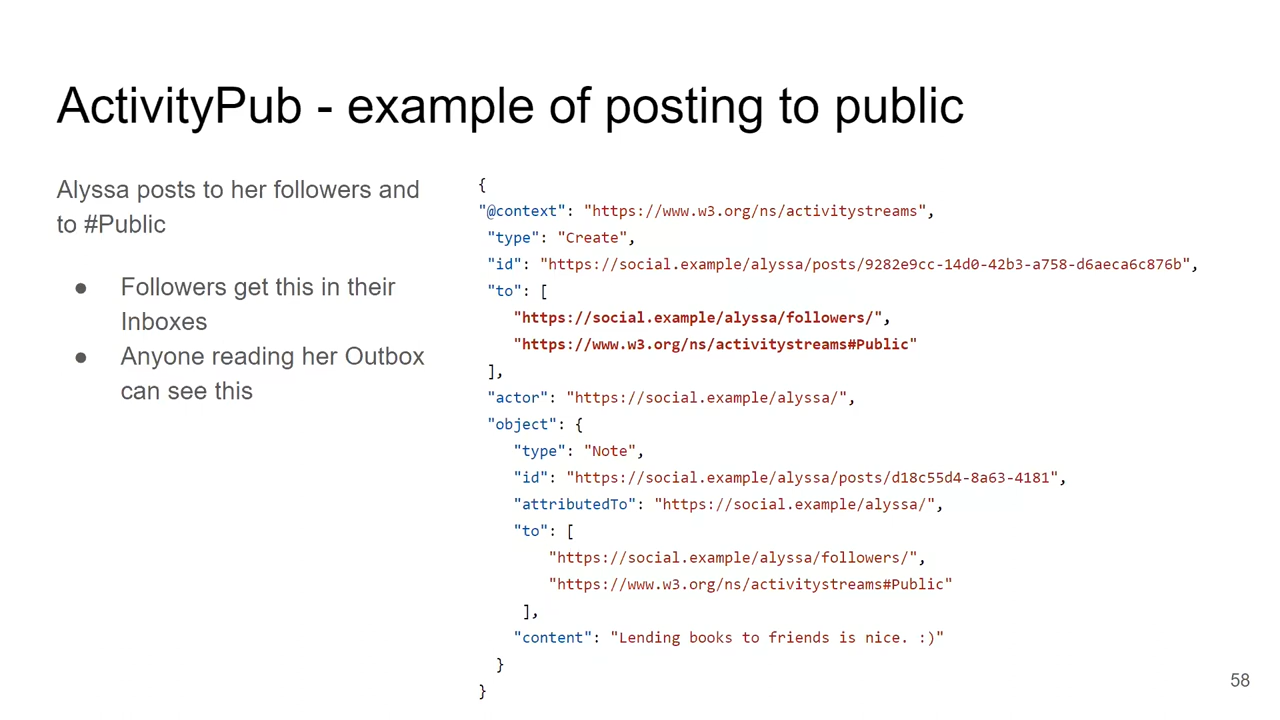 ActivityPub - example of posting to public
Alyssa posts to her followers and
to #Public
● Followers get this in their
Inboxes
● Anyone reading her Outbox
can see this
{
"@context": "https://www.w3.org/ns/activitystreams",
"type": "Create",
"id": "https://social.example/alyssa/posts/9282e9cc-14d0-42b3-a758-d6aeca6c876b",
"to": [
"https://social.example/alyssa/followers/",
"https://www.w3.org/ns/activitystreams#Public"
],
"actor": "https://social.example/alyssa/",
"object": {
"type": "Note",
"id": "https://social.example/alyssa/posts/d18c55d4-8a63-4181",
"attributedTo": "https://social.example/alyssa/",
"to": [
"https://social.example/alyssa/followers/",
"https://www.w3.org/ns/activitystreams#Public"
],
"content": "Lending books to friends is nice. :)"
}
}
58